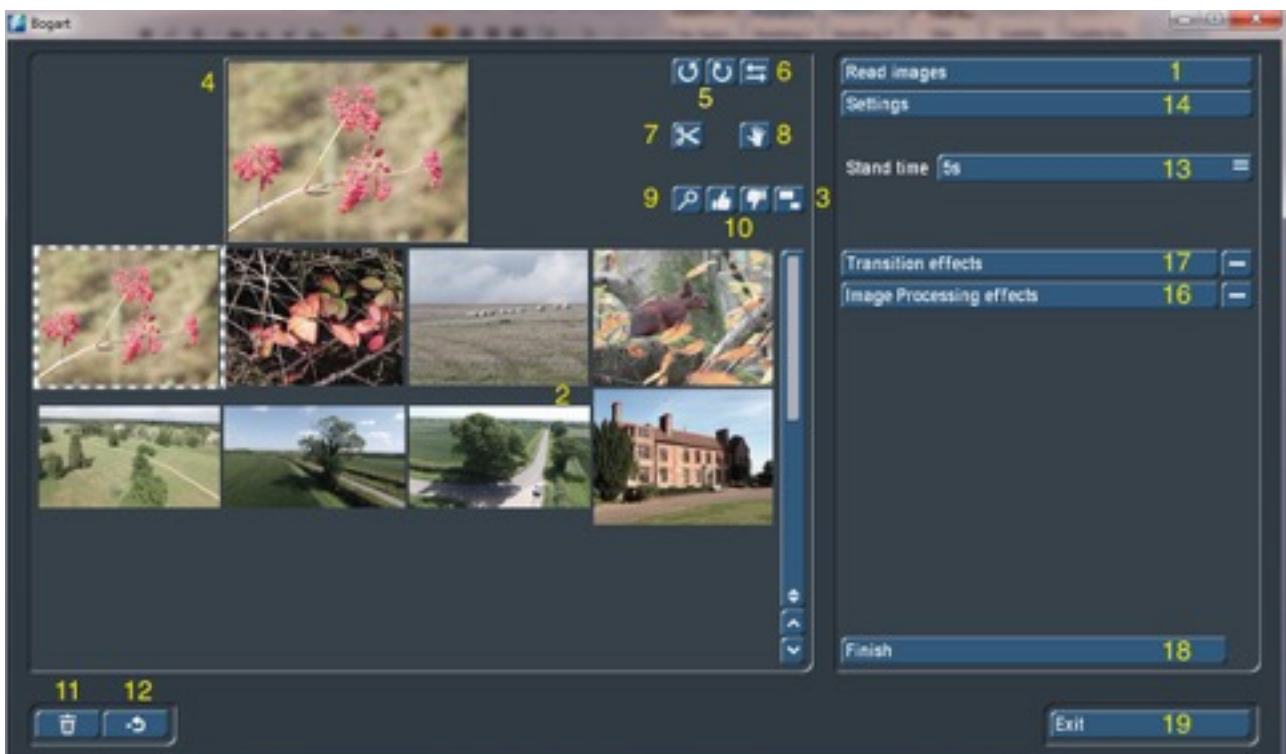 Bogart
4
5
6
7
8
9
10
3
2
Read images 1
Settings 14
Stand time 5s 13
Transition effects 17
Image Processing effects 16
Finish 18
11 12
Exit 19